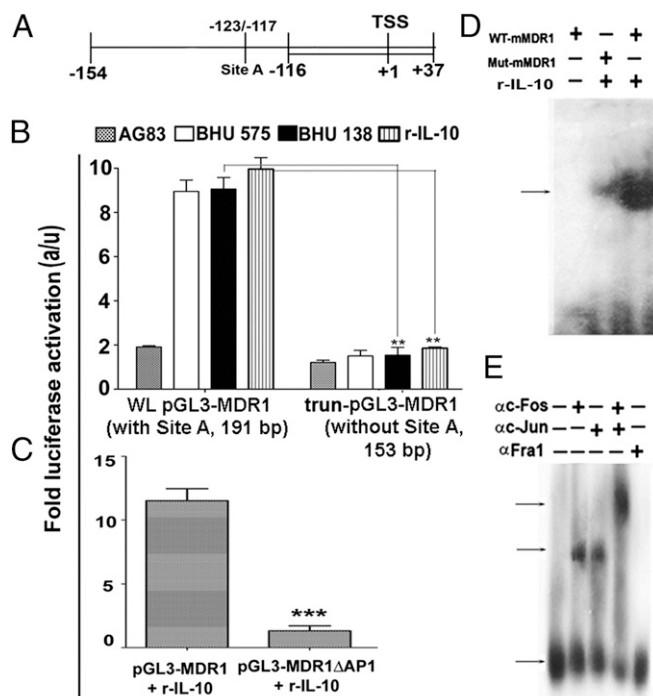 A
-123/-117
TSS
-154
Site A
-116
+1
+37
B
AG83 BHU 575 BHU 138 r-IL-10
Fold luciferase activation (a/u)
10
8
6
4
2
0
** **
WL pGL3-MDR1
(with Site A, 191 bp)
trun-pGL3-MDR1
(without Site A,
153 bp)
C
15
10
5
0
***
pGL3-MDR1
+ r-IL-10
pGL3-MDR1ΔAP1
+ r-IL-10
D
WT-mMDR1 + − +
Mut-mMDR1 − + −
r-IL-10 − + +
E
αc-Fos − + − + −
αc-Jun − − + + −
αFra1 − − − − +